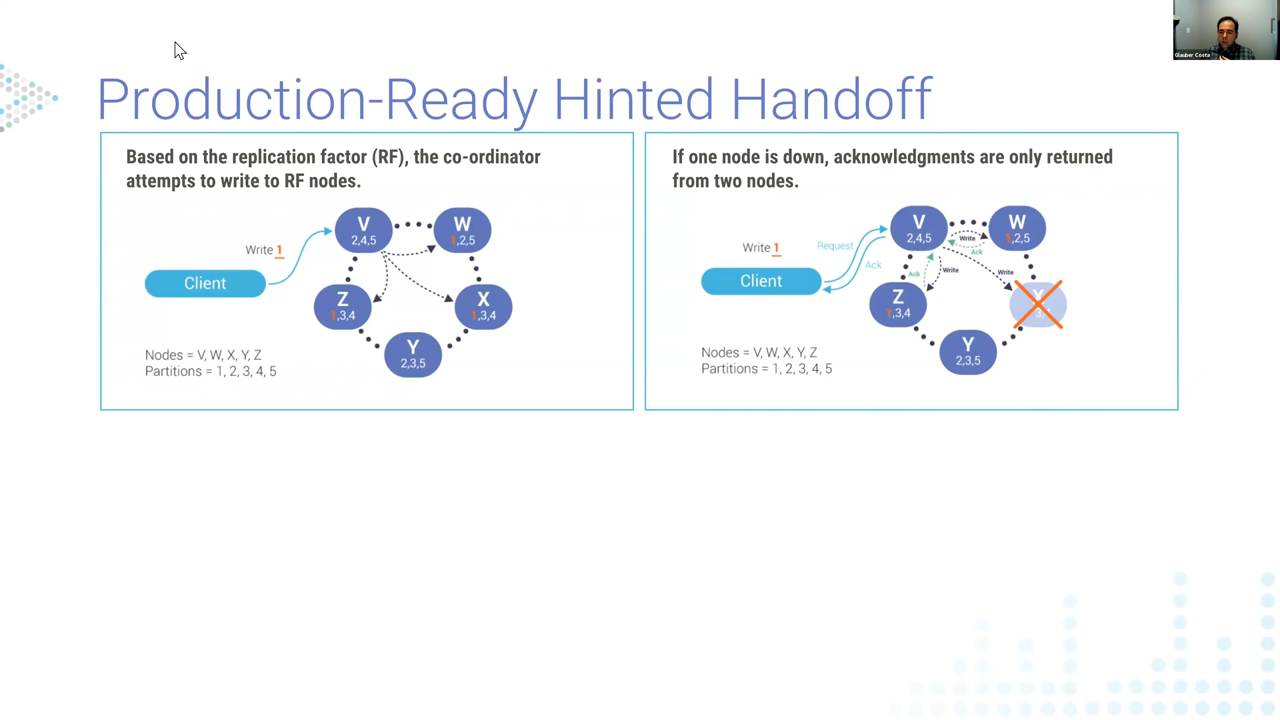 Glauber Costa
Production-Ready Hinted Handoff
Based on the replication factor (RF), the co-ordinator
attempts to write to RF nodes.
Write 1
Client
V
2,4,5
W
1,2,5
Z
1,3,4
X
1,3,4
Y
2,3,5
Nodes = V, W, X, Y, Z
Partitions = 1, 2, 3, 4, 5
If one node is down, acknowledgments are only returned
from two nodes.
Write 1
Client
Request
Ack
V
2,4,5
Write
Ack
W
1,2,5
Ack
Write
Write
Z
1,3,4
Y
2,3,5
Nodes = V, W, X, Y, Z
Partitions = 1, 2, 3, 4, 5